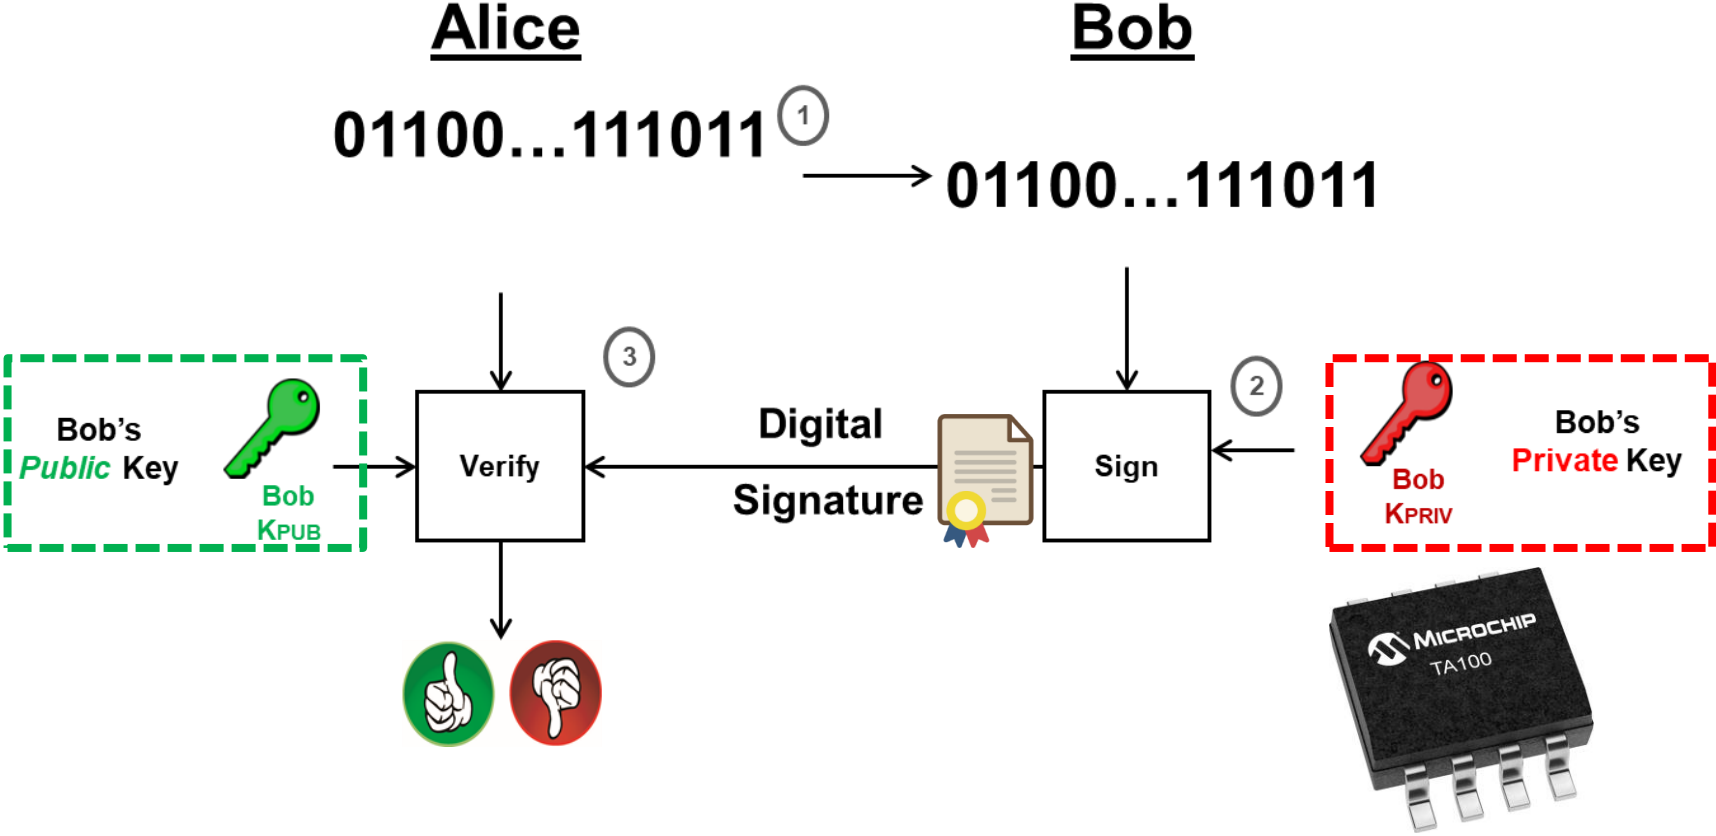 Alice
Bob
01100...111011
1
01100...111011
3
2
Bob's
Public Key
Bob
KPUB
Verify
Digital
Signature
Sign
Bob
KPRIV
Bob's
Private Key
MICROCHIP
TA100